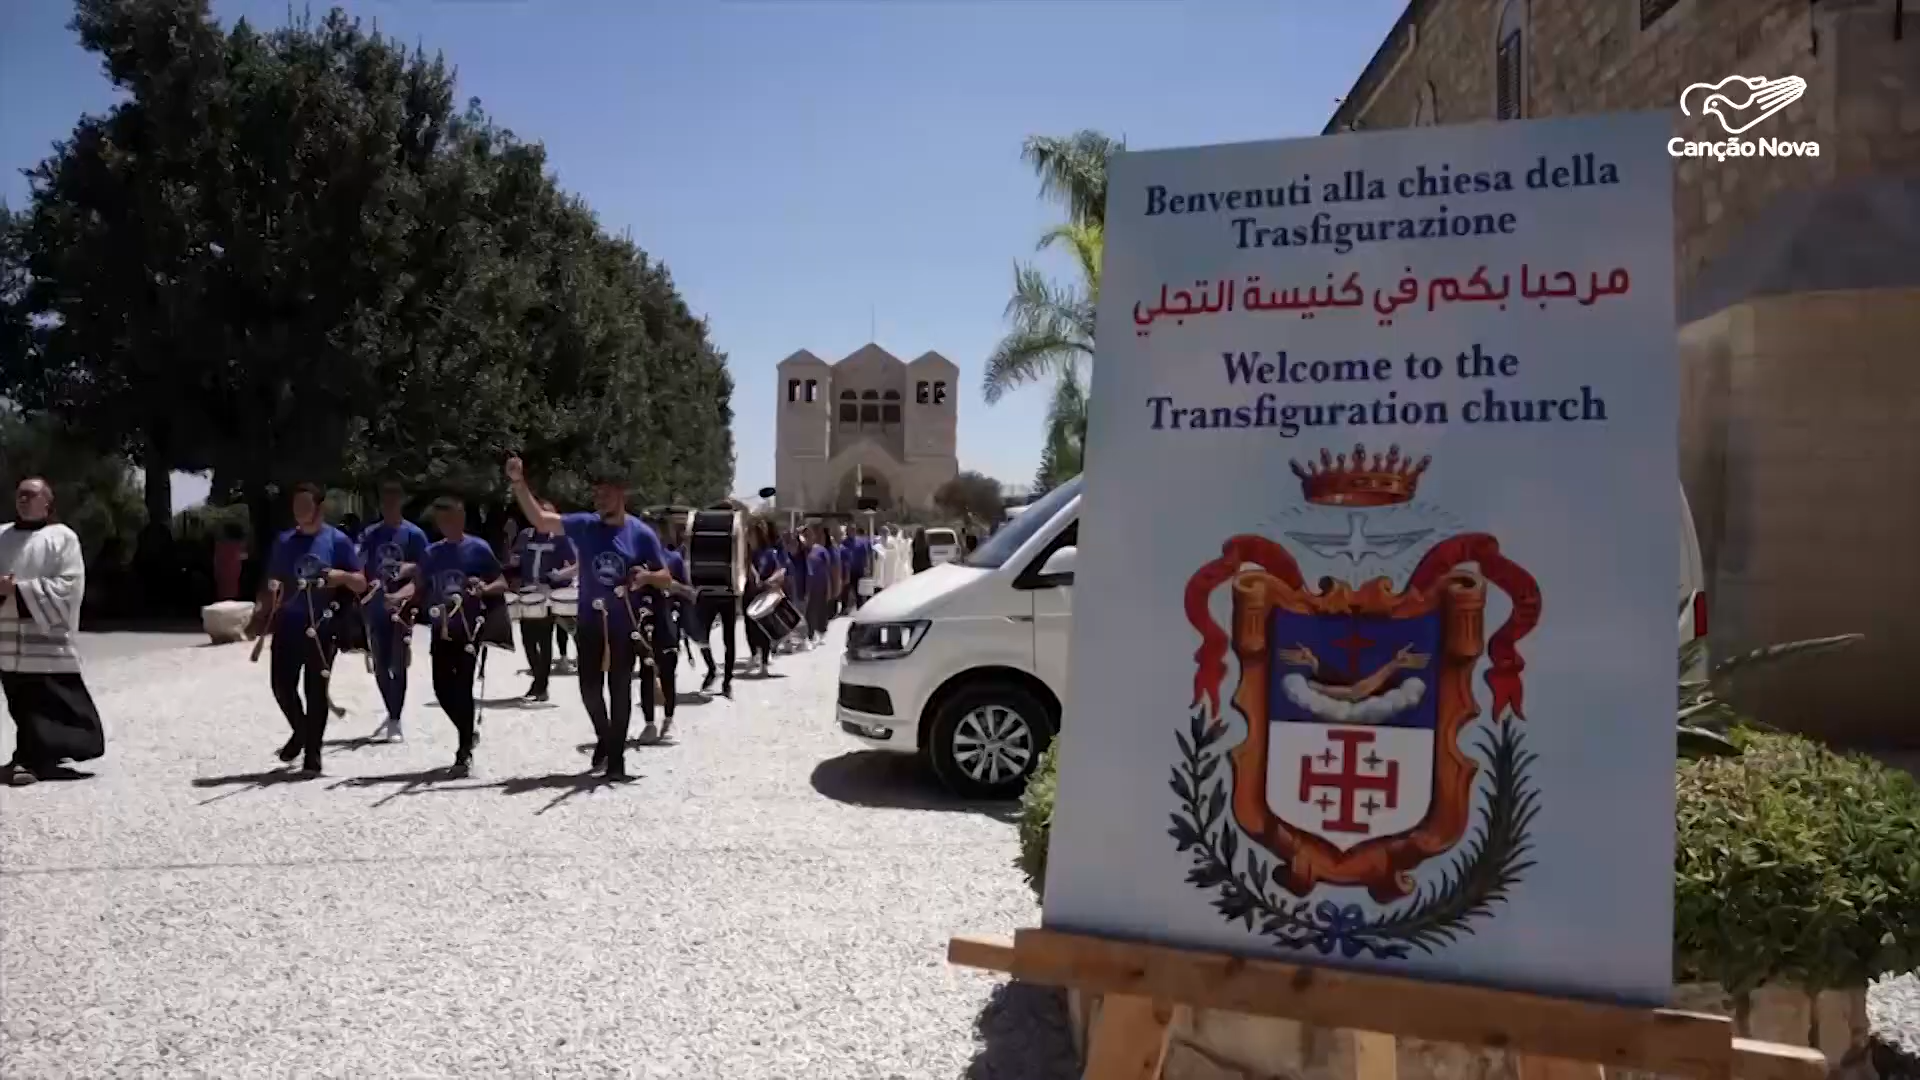 Canção Nova
Benvenuti alla chiesa della
Trasfigurazione
مرحبا بكم في كنيسة التجلي
Welcome to the
Transfiguration church